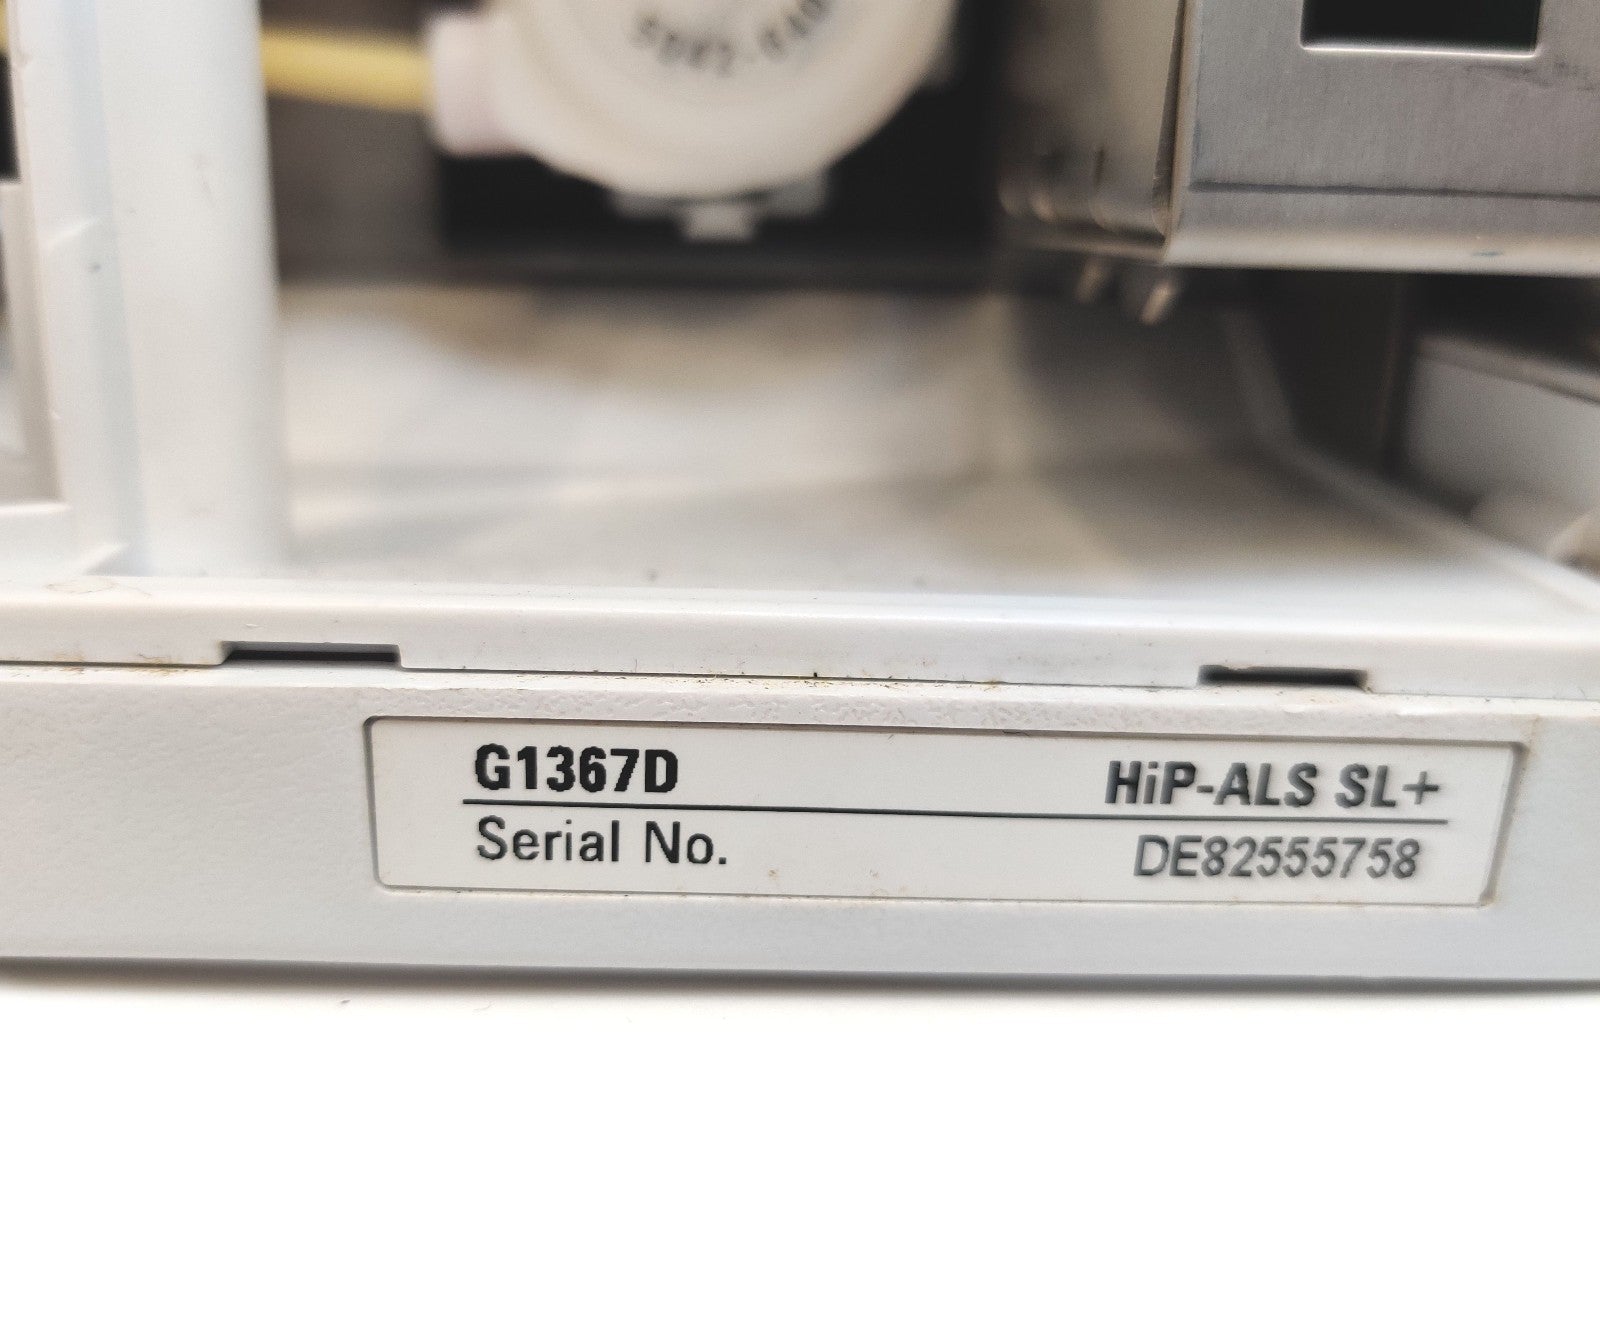 G1367D HiP-ALS SL+
Serial No. DE82555758